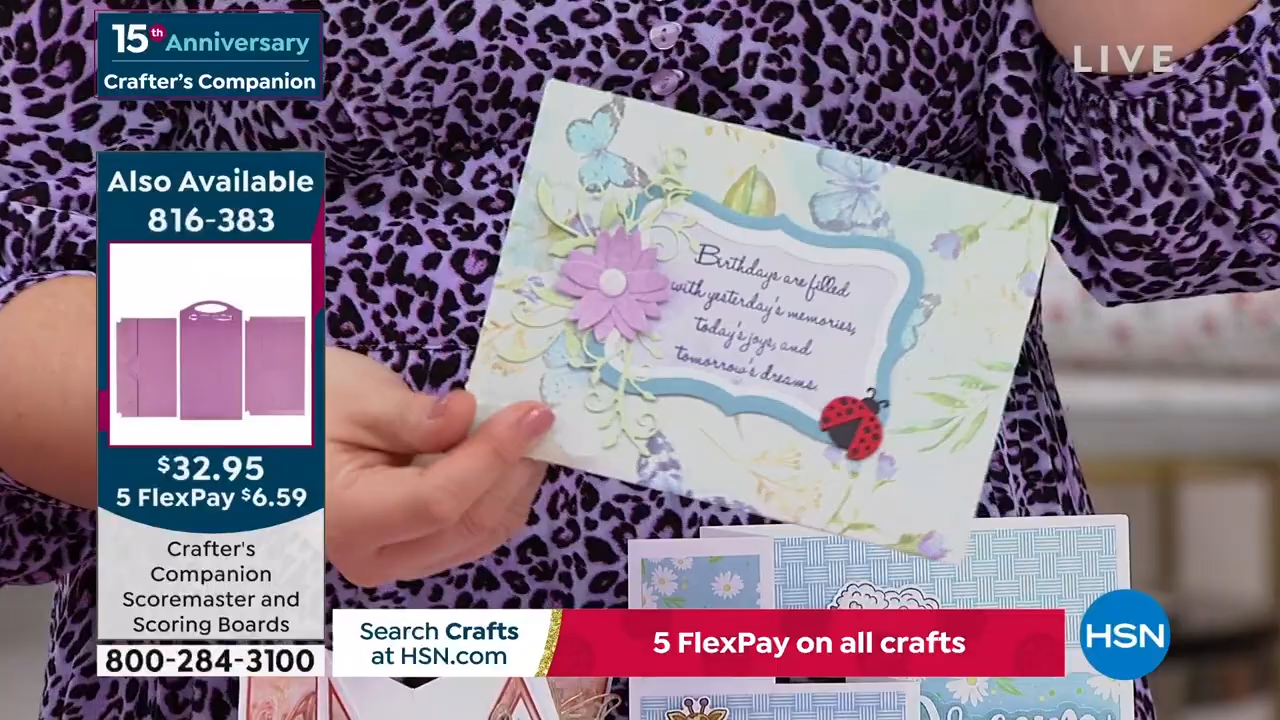 15th Anniversary
Crafter's Companion
LIVE
Also Available
816-383
$32.95
5 FlexPay $6.59
Crafter's
Companion
Scoremaster and
Scoring Boards
800-284-3100
Birthdays are filled
with yesterday's memories,
today's joys, and
tomorrow's dreams.
Search Crafts
at HSN.com
5 FlexPay on all crafts
HSN